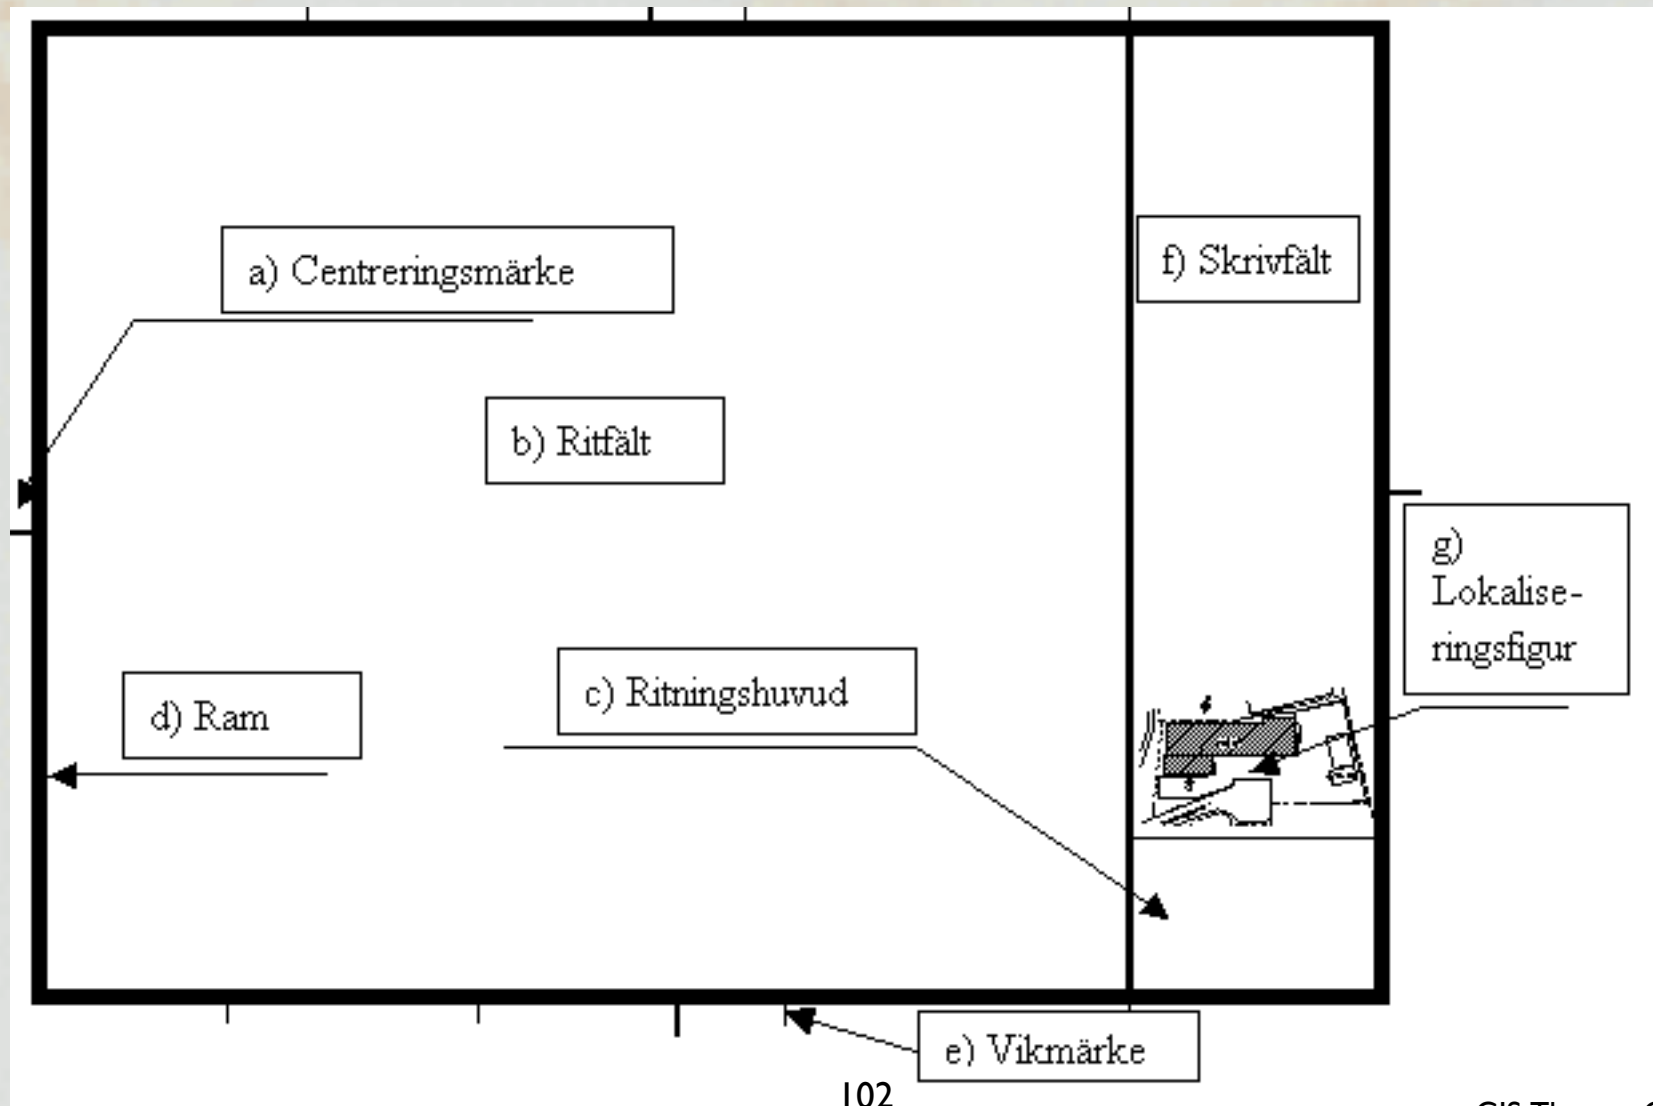 a) Centreringsmärke
f) Skrivfält
b) Ritfält
g)
Lokalise-
ringsfigur
c) Ritningshuvud
d) Ram
e) Vikmärke
102